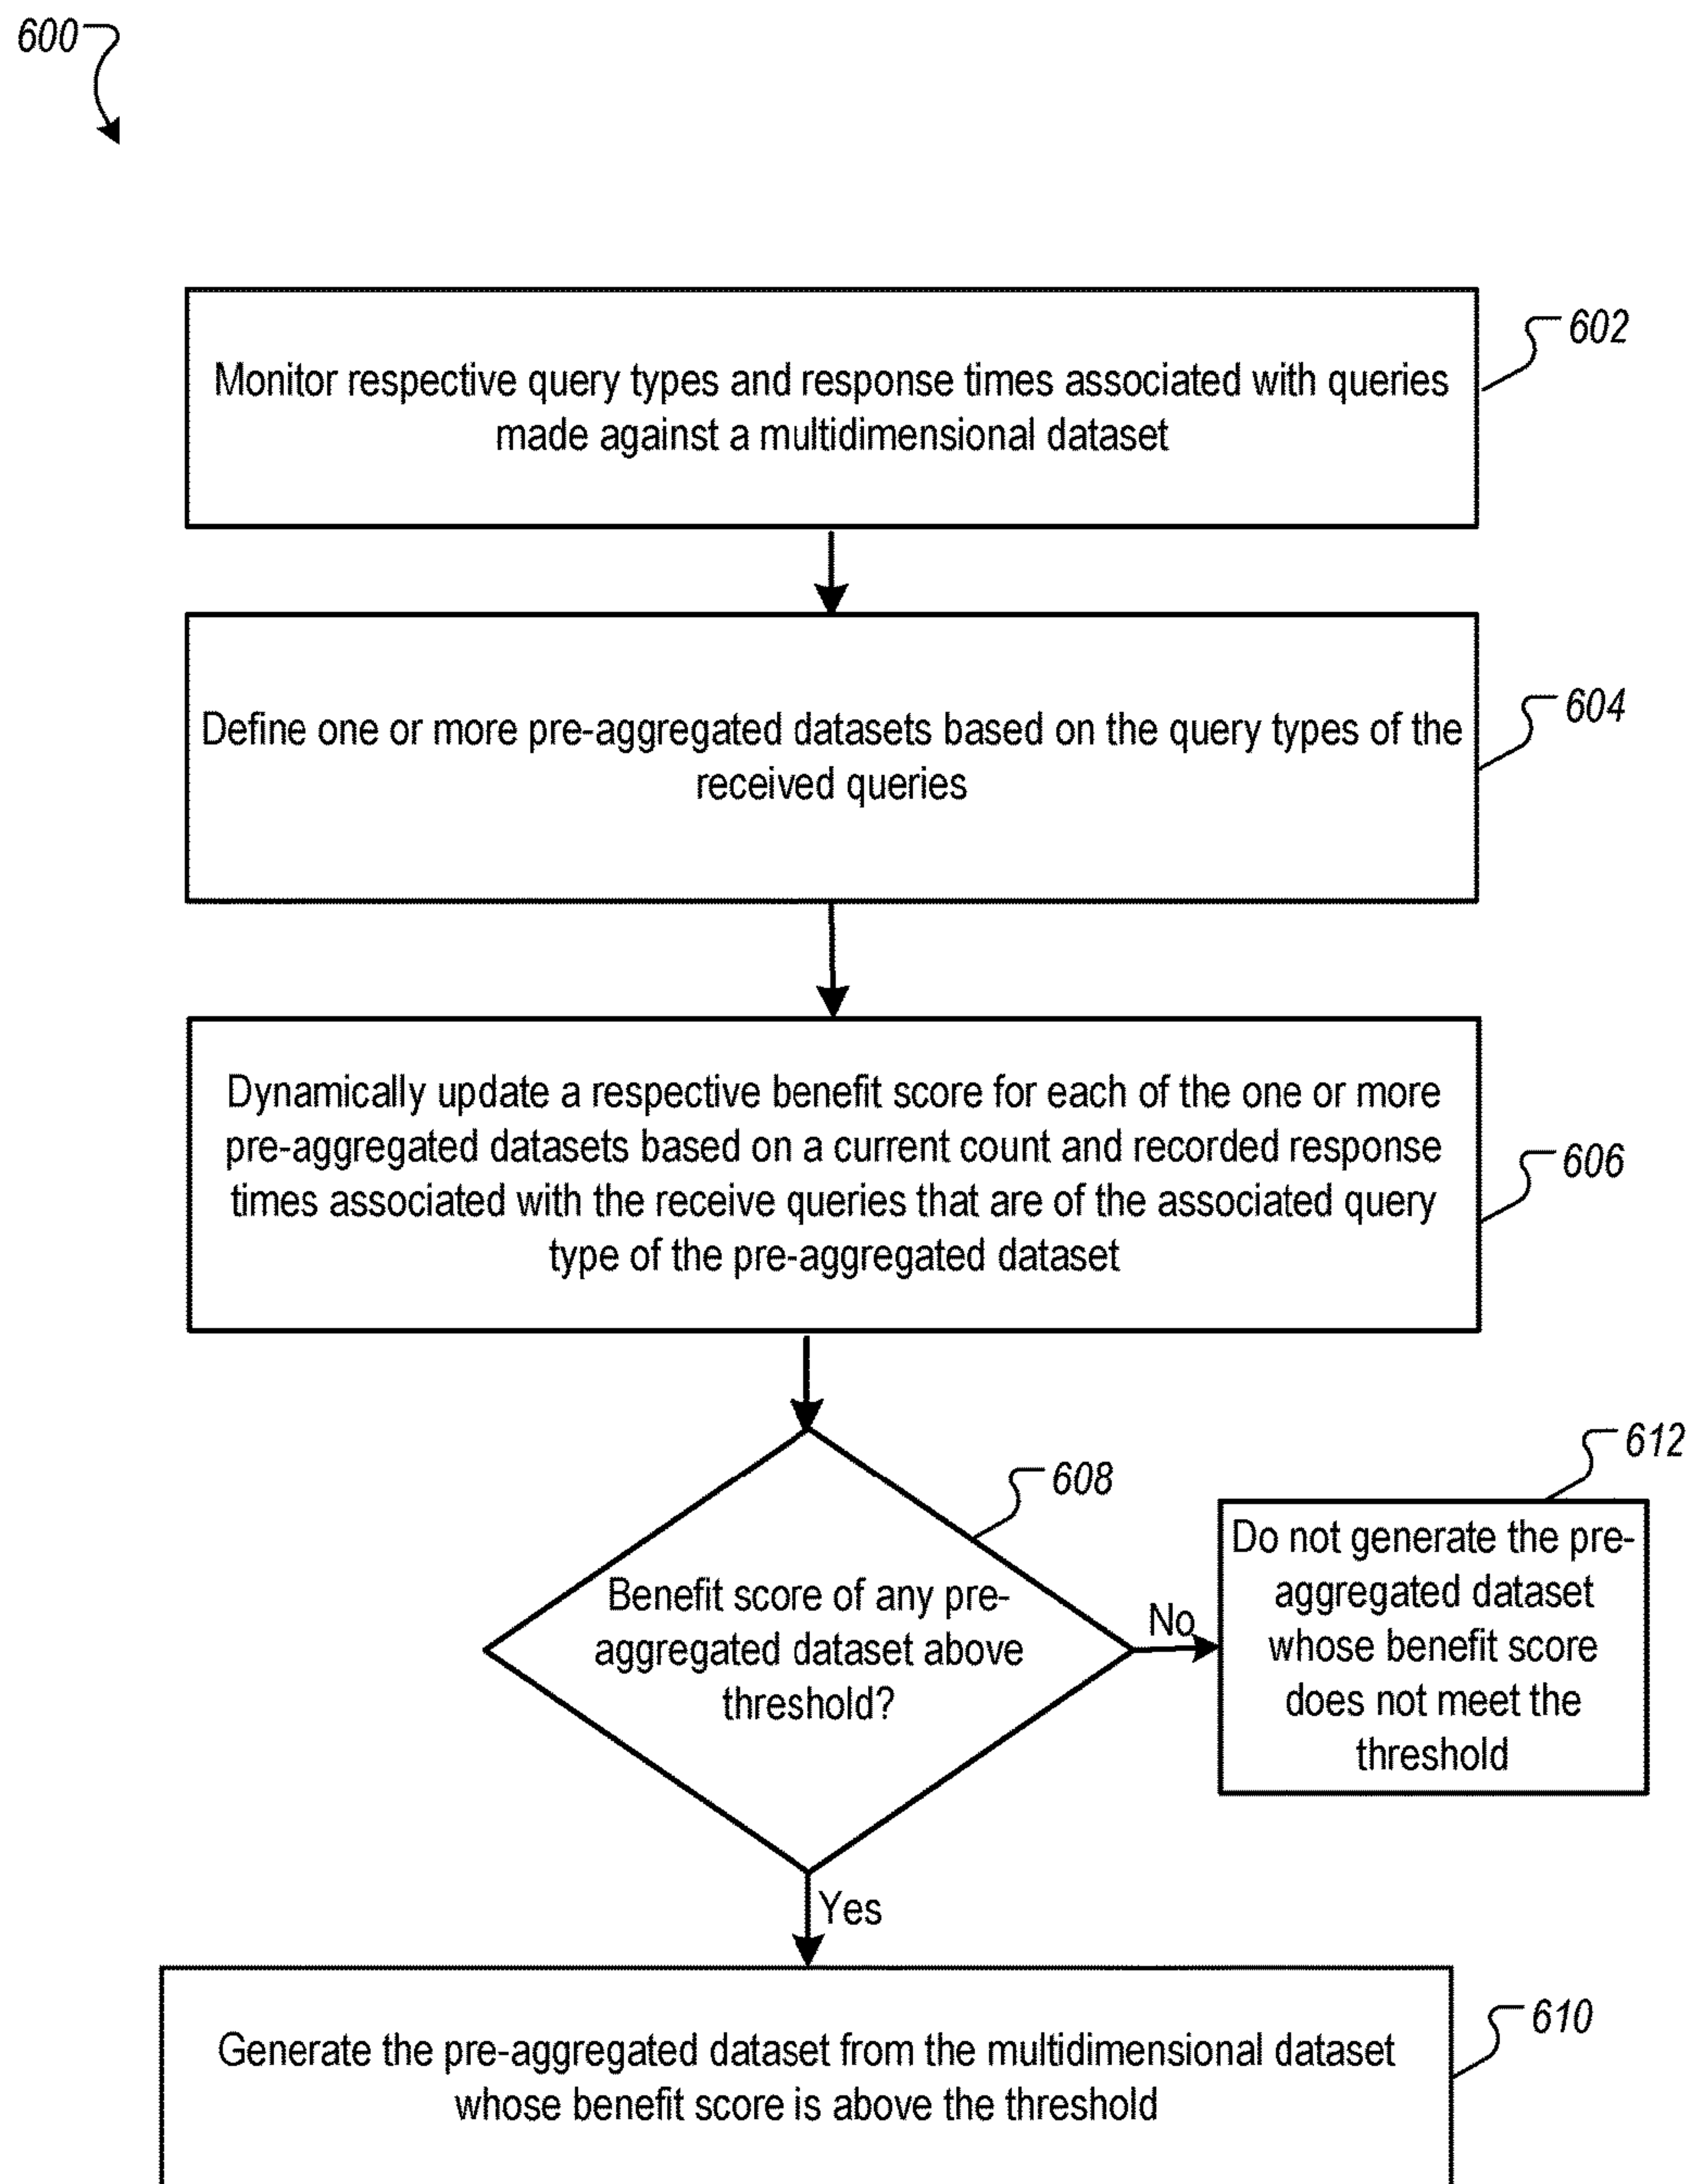 600
602
Monitor respective query types and response times associated with queries
made against a multidimensional dataset
604
Define one or more pre-aggregated datasets based on the query types of the
received queries
Dynamically update a respective benefit score for each of the one or more
pre-aggregated datasets based on a current count and recorded response
times associated with the receive queries that are of the associated query
type of the pre-aggregated dataset
606
608
Benefit score of any pre-
aggregated dataset above
threshold?
No
612
Do not generate the pre-
aggregated dataset
whose benefit score
does not meet the
threshold
Yes
610
Generate the pre-aggregated dataset from the multidimensional dataset
whose benefit score is above the threshold